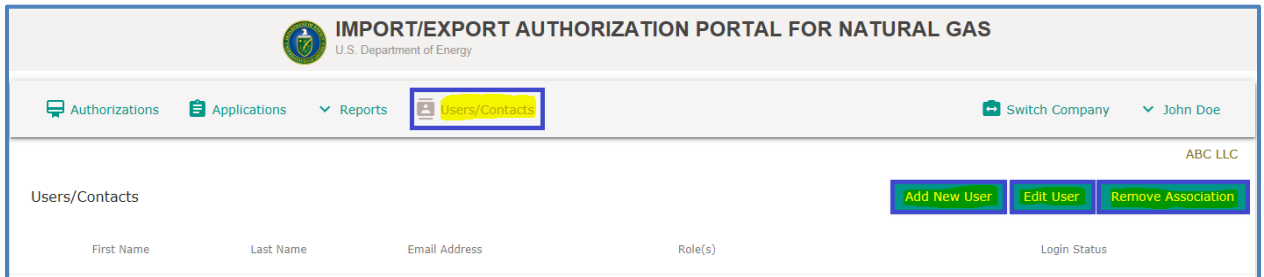 IMPORT/EXPORT AUTHORIZATION PORTAL FOR NATURAL GAS
U.S. Department of Energy
Authorizations Applications Reports Users/Contacts Switch Company John Doe
ABC LLC
Users/Contacts Add New User Edit User Remove Association
First Name Last Name Email Address Role(s) Login Status